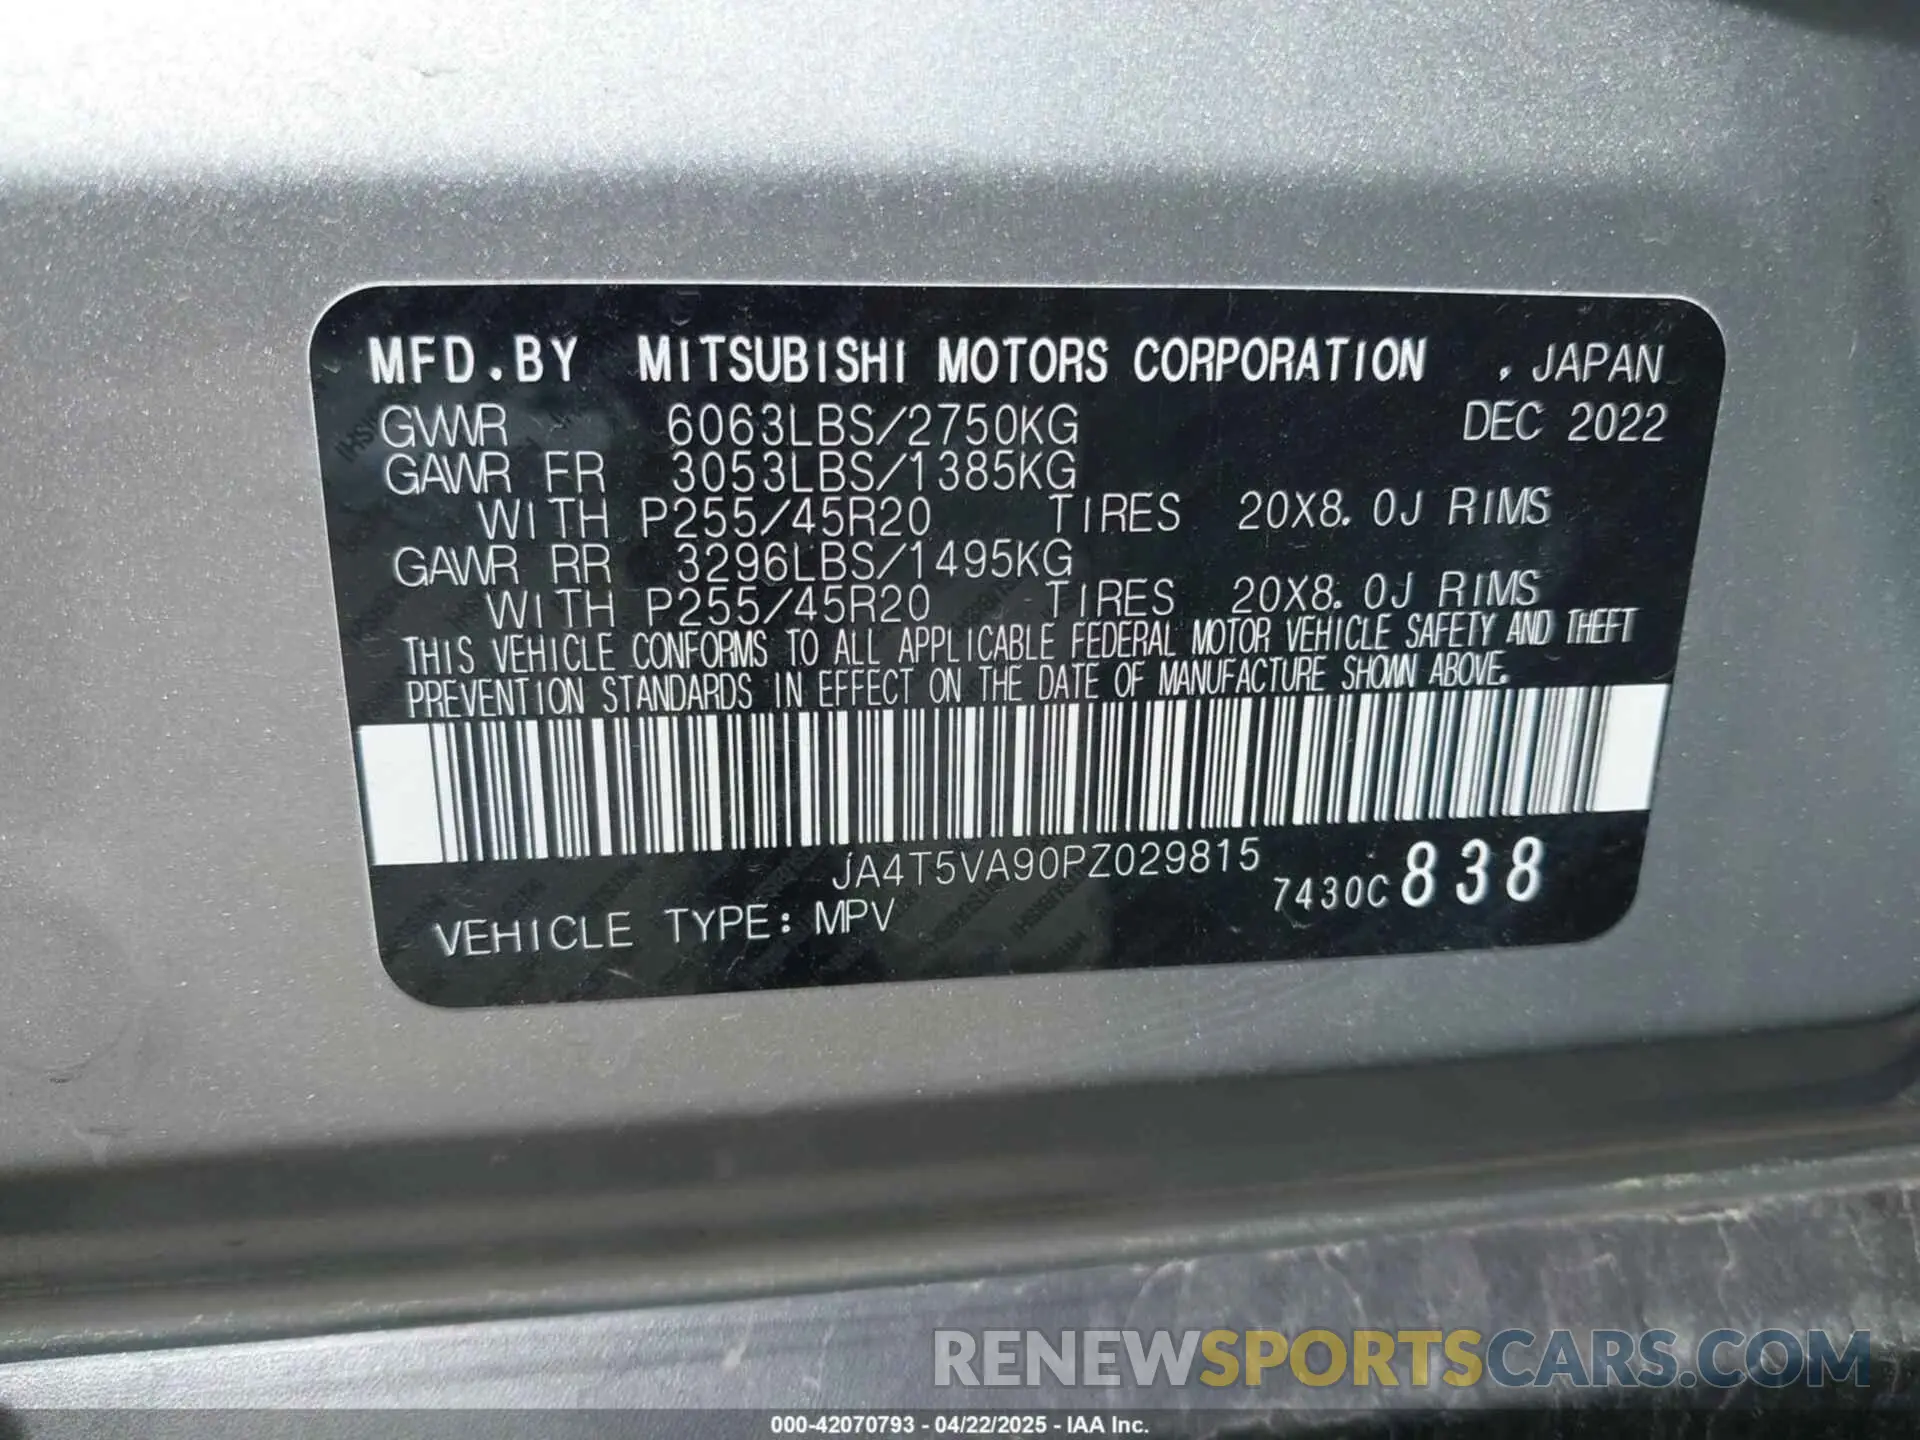 MFD.BY MITSUBISHI MOTORS CORPORATION , JAPAN
GVWR 6063LBS/2750KG DEC 2022
GAWR FR 3053LBS/1385KG
WITH P255/45R20 TIRES 20X8.0J RIMS
GAWR RR 3296LBS/1495KG
WITH P255/45R20 TIRES 20X8.0J RIMS
THIS VEHICLE CONFORMS TO ALL APPLICABLE FEDERAL MOTOR VEHICLE SAFETY AND THEFT
PREVENTION STANDARDS IN EFFECT ON THE DATE OF MANUFACTURE SHOWN ABOVE.
JA4T5VA90PZ029815
7430C 838
VEHICLE TYPE: MPV
RENEWSPORTSCARS.COM
000-42070793 - 04/22/2025 - IAA Inc.